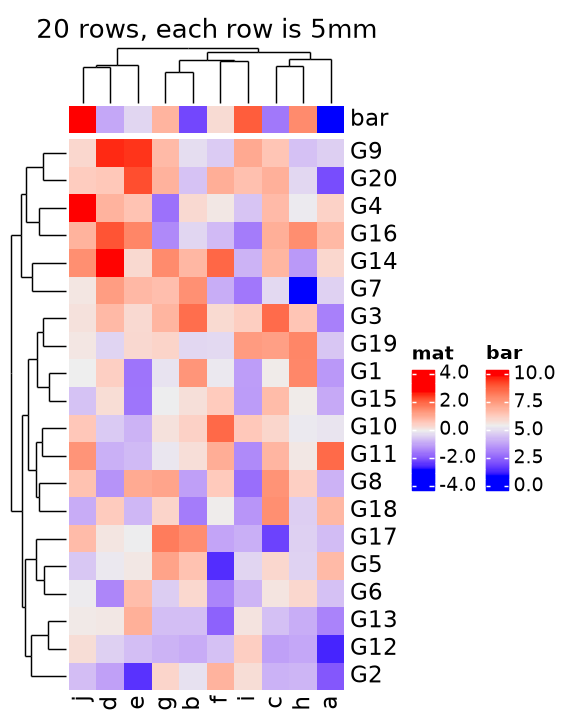 20 rows, each row is 5mm
bar
G9
G20
G4
G16
G14
G7
G3
G19
G1
G15
G10
G11
G8
G18
G17
G5
G6
G13
G12
G2
j d e g b f i c h a
mat
4.0
2.0
0.0
-2.0
-4.0
bar
10.0
7.5
5.0
2.5
0.0